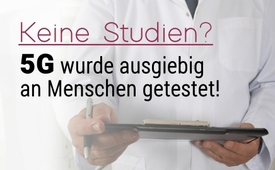 Keine Studien?
5G wurde ausgiebig
an Menschen getestet!